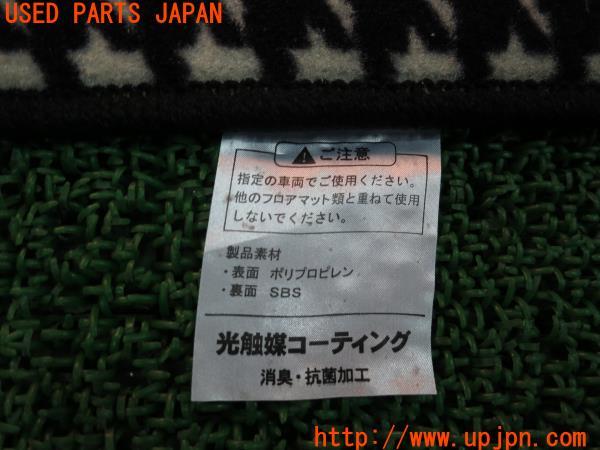 USED PARTS JAPAN
⚠ご注意
指定の車両でご使用ください。
他のフロアマット類と重ねて使用
しないでください。
製品素材
・表面 ポリプロピレン
・裏面 SBS
光触媒コーティング
消臭・抗菌加工
http://www.upjpn.com/